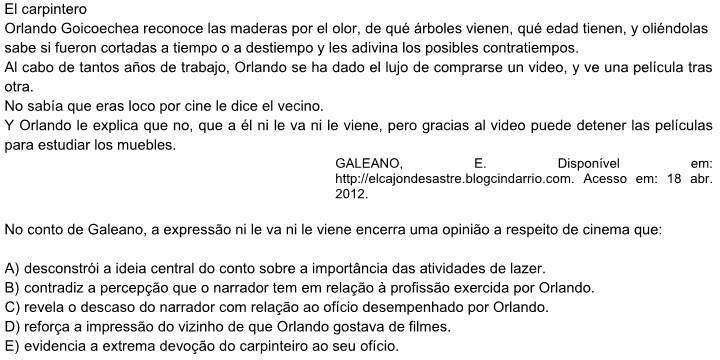 El carpintero
Orlando Goicoechea reconoce las maderas por el olor, de qué árboles vienen, qué edad tienen, y oliéndolas
sabe si fueron cortadas a tiempo o a destiempo y les adivina los posibles contratiempos.
Al cabo de tantos años de trabajo, Orlando se ha dado el lujo de comprarse un video, y ve una película tras
otra.
No sabía que eras loco por cine le dice el vecino.
Y Orlando le explica que no, que a él ni le va ni le viene, pero gracias al video puede detener las películas
para estudiar los muebles.
GALEANO, E. Disponível em:
http://elcajondesastre.blogcindarrio.com. Acesso em: 18 abr.
2012.
No conto de Galeano, a expressão ni le va ni le viene encerra uma opinião a respeito de cinema que:
A) desconstrói a ideia central do conto sobre a importância das atividades de lazer.
B) contradiz a percepção que o narrador tem em relação à profissão exercida por Orlando.
C) revela o descaso do narrador com relação ao ofício desempenhado por Orlando.
D) reforça a impressão do vizinho de que Orlando gostava de filmes.
E) evidencia a extrema devoção do carpinteiro ao seu ofício.